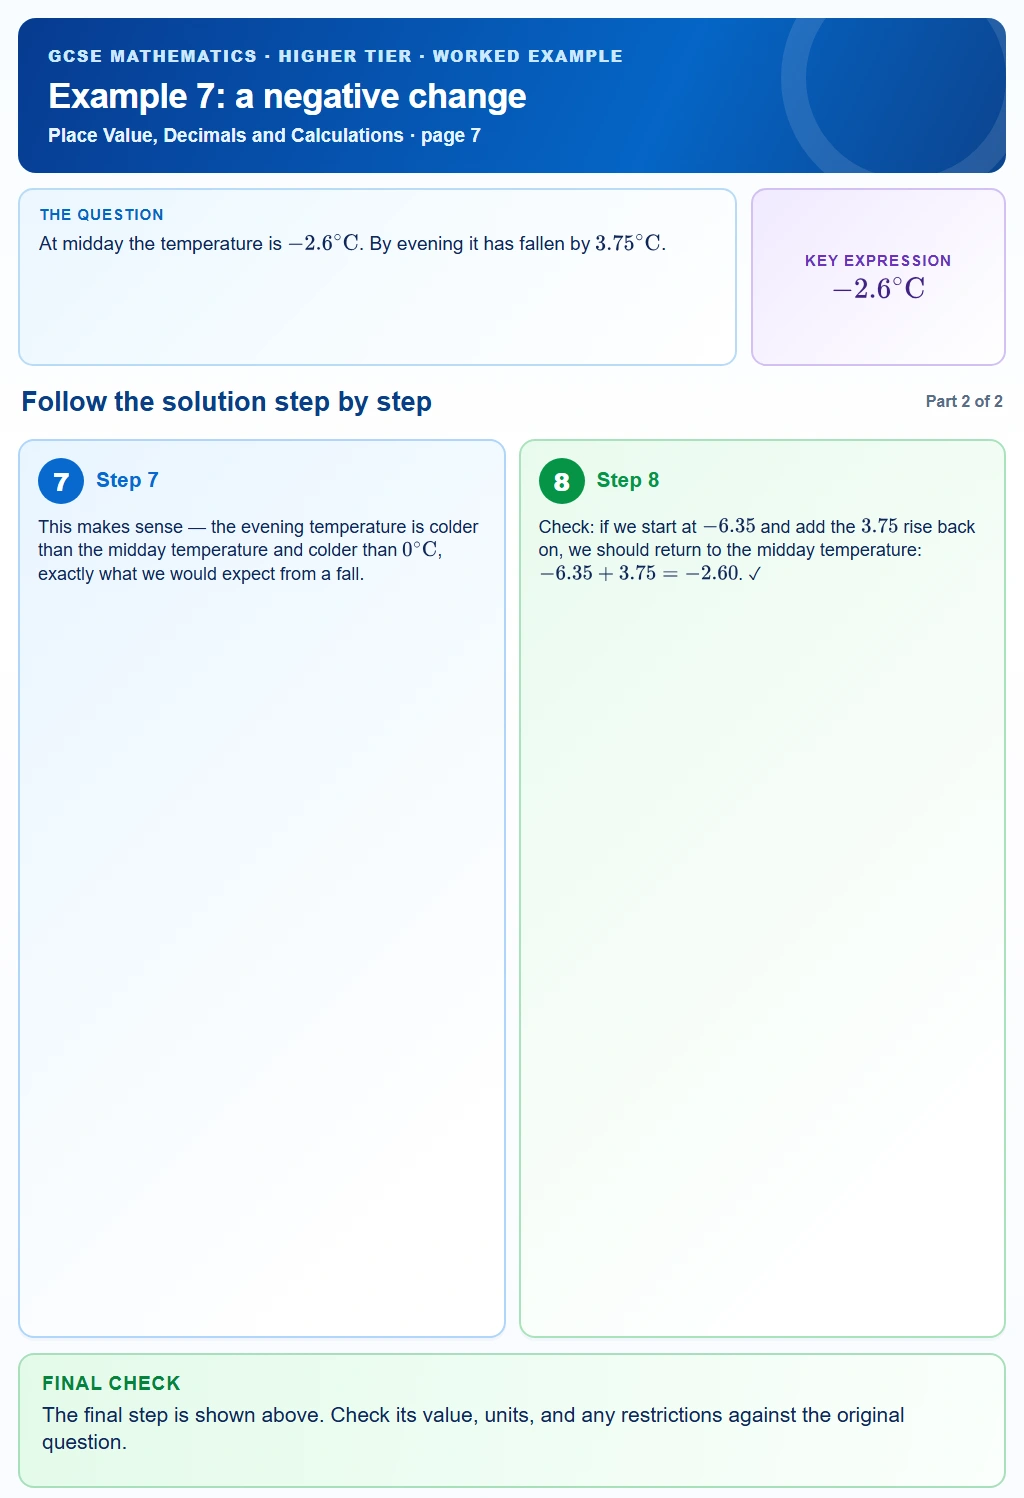 GCSE MATHEMATICS · HIGHER TIER · WORKED EXAMPLE
Example 7: a negative change
Place Value, Decimals and Calculations · page 7
THE QUESTION
At midday the temperature is −2.6°C. By evening it has fallen by 3.75°C.
KEY EXPRESSION
−2.6°C
Follow the solution step by step
Part 2 of 2
7 Step 7
This makes sense — the evening temperature is colder
than the midday temperature and colder than 0°C,
exactly what we would expect from a fall.
8 Step 8
Check: if we start at −6.35 and add the 3.75 rise back
on, we should return to the midday temperature:
−6.35 + 3.75 = −2.60. ✓
FINAL CHECK
The final step is shown above. Check its value, units, and any restrictions against the original
question.